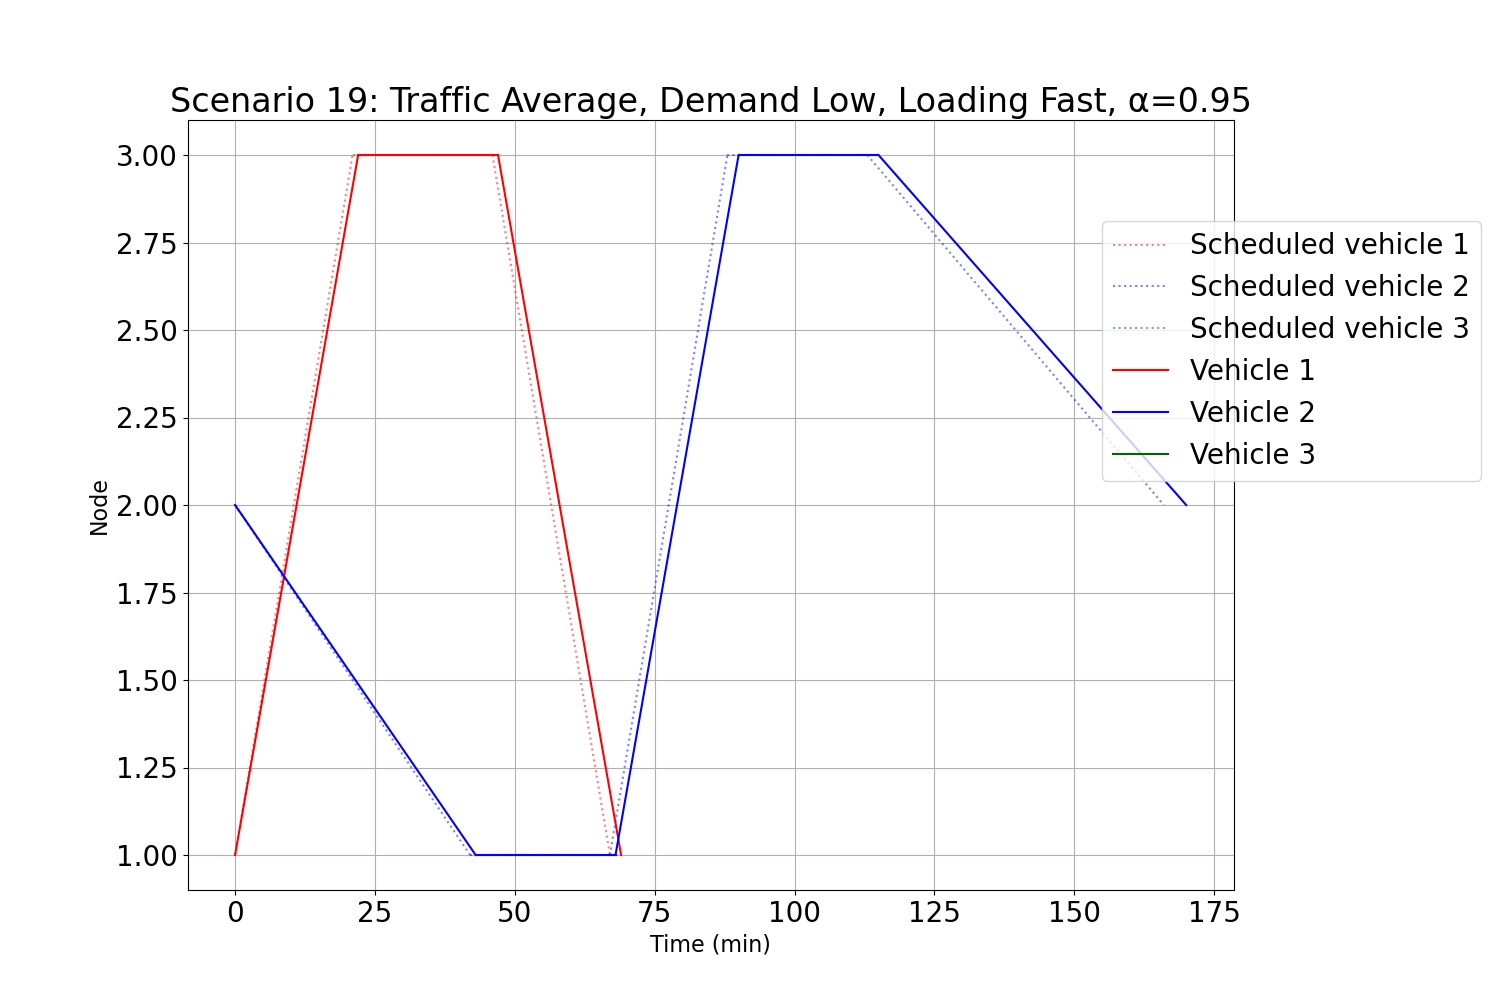 Scenario 19: Traffic Average, Demand Low, Loading Fast, α=0.95
3.00
2.75
2.50
2.25
2.00
1.75
1.50
1.25
1.00
Node
0 25 50 75 100 125 150 175
Time (min)
Scheduled vehicle 1
Scheduled vehicle 2
Scheduled vehicle 3
Vehicle 1
Vehicle 2
Vehicle 3